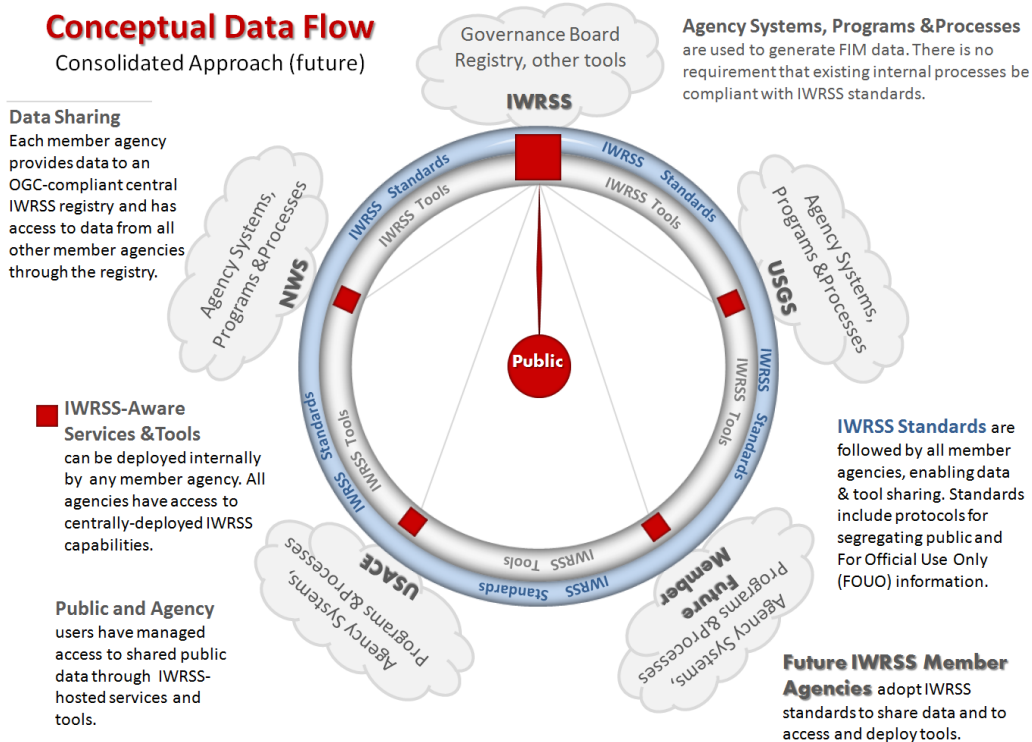 Conceptual Data Flow
Consolidated Approach (future)
Governance Board
Registry, other tools
IWRSS
Agency Systems, Programs &Processes
are used to generate FIM data. There is no
requirement that existing internal processes be
compliant with IWRSS standards.
Data Sharing
Each member agency
provides data to an
OGC-compliant central
IWRSS registry and has
access to data from all
other member agencies
through the registry.
Agency Systems,
Programs &Processes
NWS
IWRSS Standards
IWRSS Tools
IWRSS Standards
IWRSS Tools
Agency Systems,
Programs &Processes
USGS
Public
IWRSS Standards
IWRSS Tools
IWRSS Standards
IWRSS Tools
IWRSS-Aware
Services &Tools
can be deployed internally
by any member agency. All
agencies have access to
centrally-deployed IWRSS
capabilities.
IWRSS Standards are
followed by all member
agencies, enabling data
& tool sharing. Standards
include protocols for
segregating public and
For Official Use Only
(FOUO) information.
IWRSS Tools
IWRSS Standards
USACE
Agency Systems,
Programs &Processes
Future
Member
Agency Systems,
Programs &Processes
Public and Agency
users have managed
access to shared public
data through IWRSS-
hosted services and
tools.
Future IWRSS Member
Agencies adopt IWRSS
standards to share data and to
access and deploy tools.